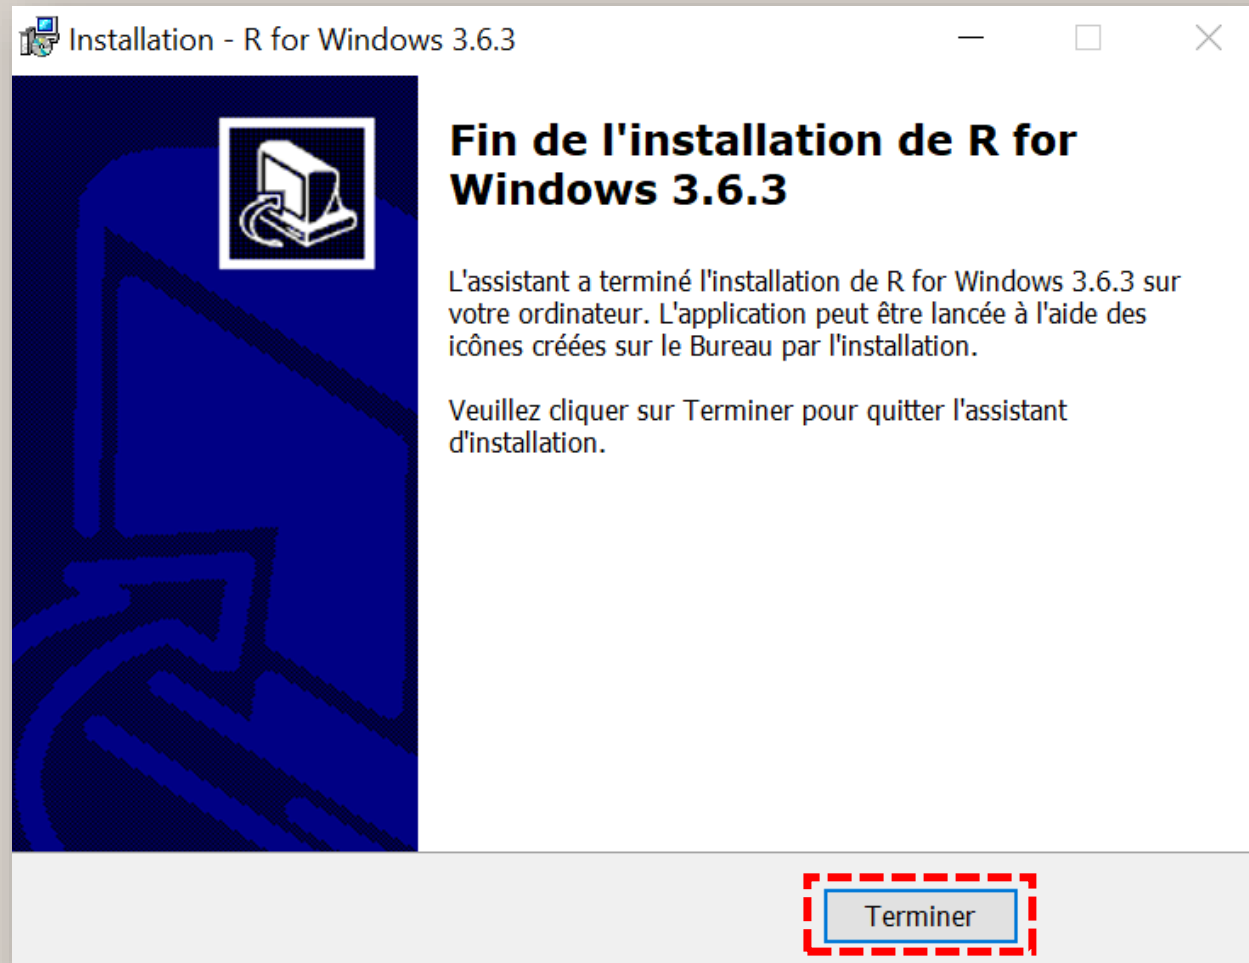 Installation - R for Windows 3.6.3
Fin de l'installation de R for
Windows 3.6.3
L'assistant a terminé l'installation de R for Windows 3.6.3 sur
votre ordinateur. L'application peut être lancée à l'aide des
icônes créées sur le Bureau par l'installation.
Veuillez cliquer sur Terminer pour quitter l'assistant
d'installation.
Terminer